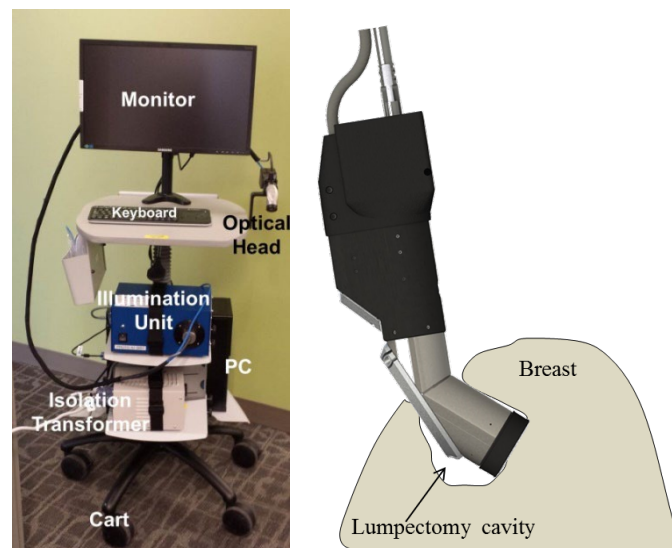 Monitor
Keyboard
Optical
Head
Illumination
Unit
PC
Isolation
Transformer
Cart
Breast
Lumpectomy cavity